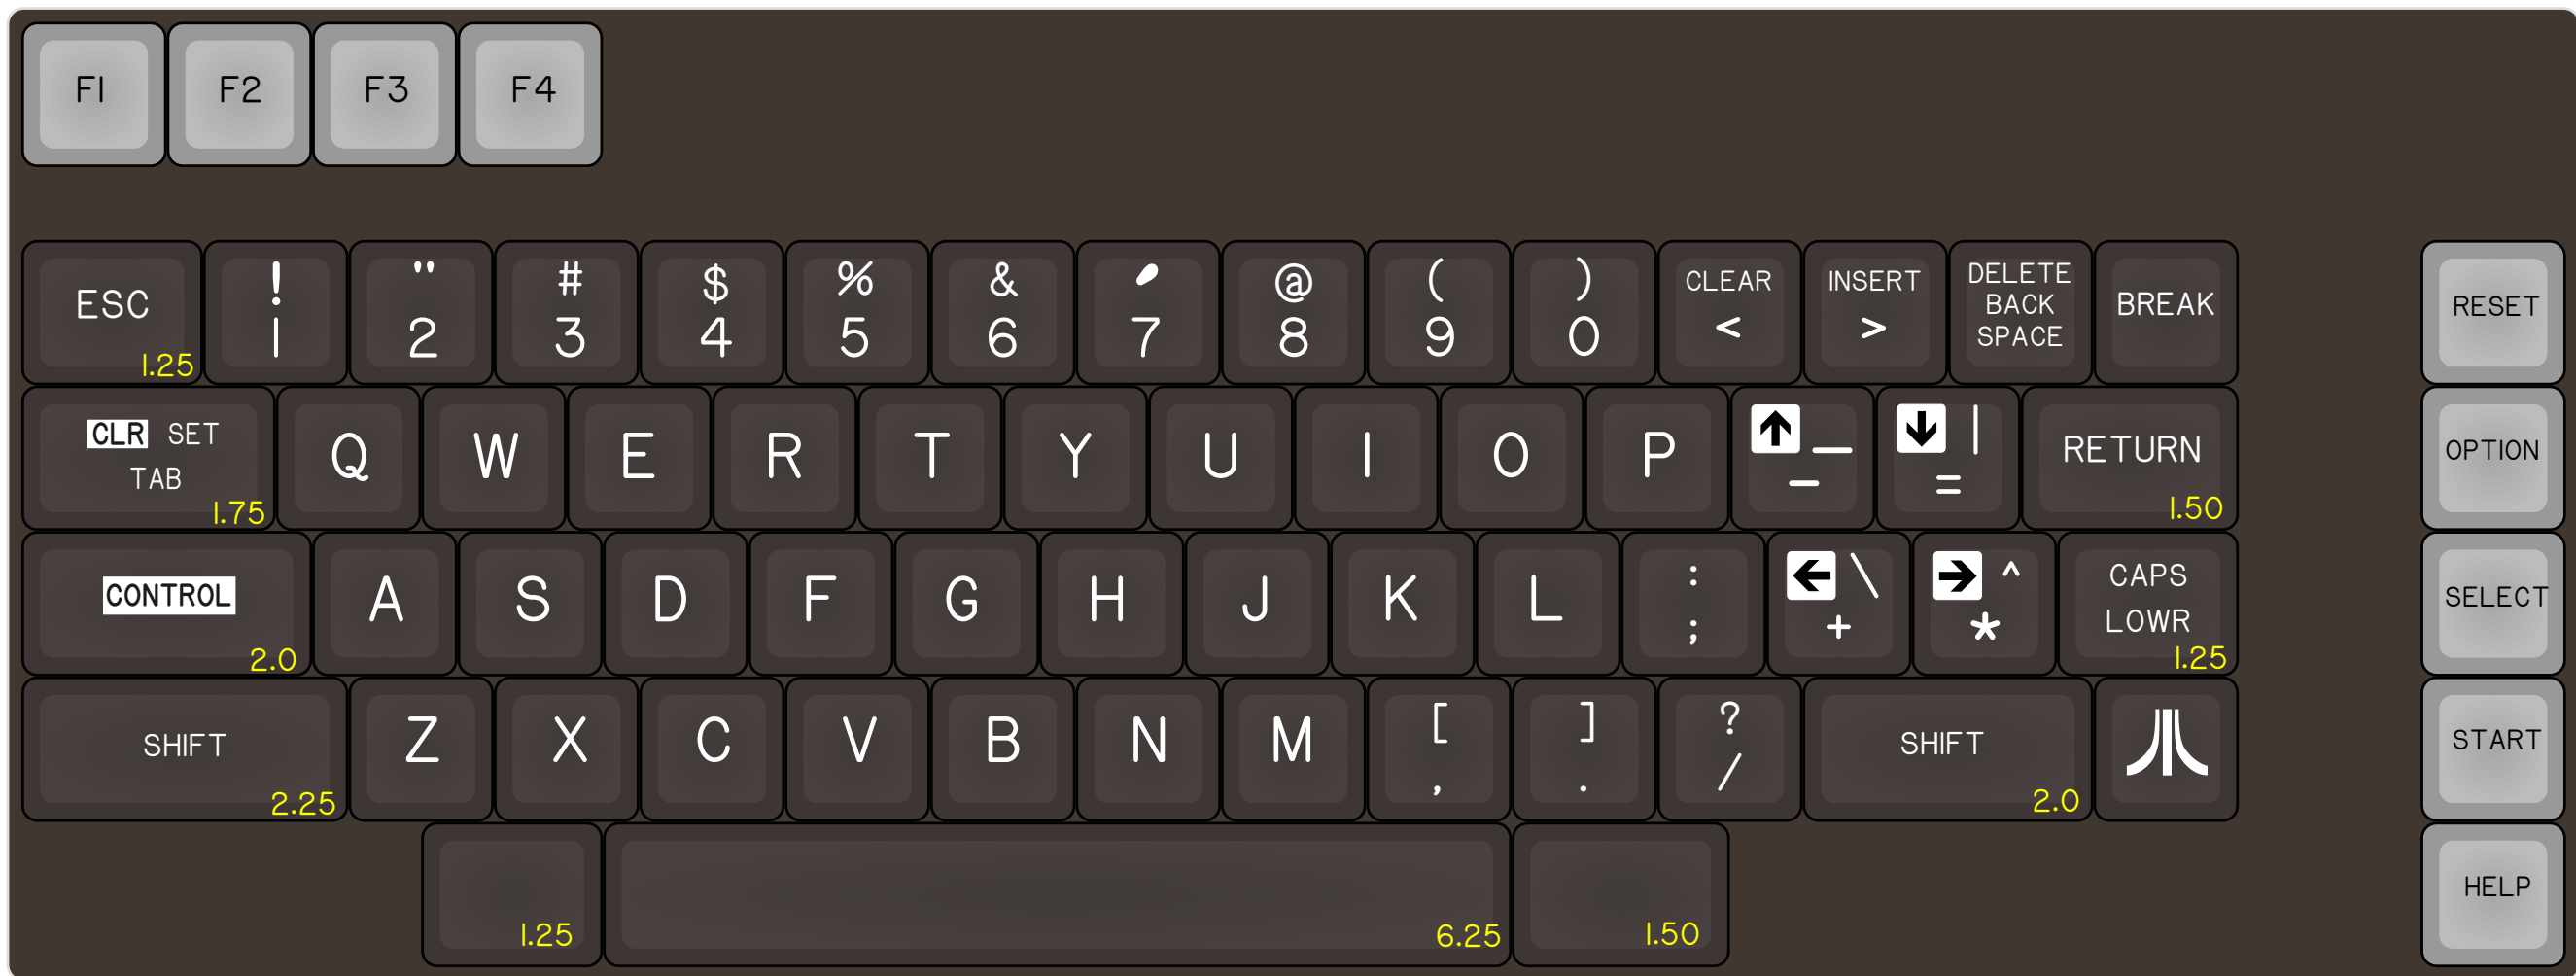 F1 F2 F3 F4
ESC 1.25
! 1
" 2
# 3
$ 4
% 5
& 6
' 7
@ 8
( 9
) 0
CLEAR
<
INSERT
>
DELETE
BACK
SPACE
BREAK
RESET
CLR SET
TAB
1.75
Q W E R T Y U I O P
↑ _
-
↓ |
=
RETURN
1.50
OPTION
CONTROL
2.0
A S D F G H J K L
: ;
← \
+
→ ^
*
CAPS
LOWR
1.25
SELECT
SHIFT
2.25
Z X C V B N M
[ ,
] .
? /
SHIFT
2.0
START
1.25
6.25
1.50
HELP